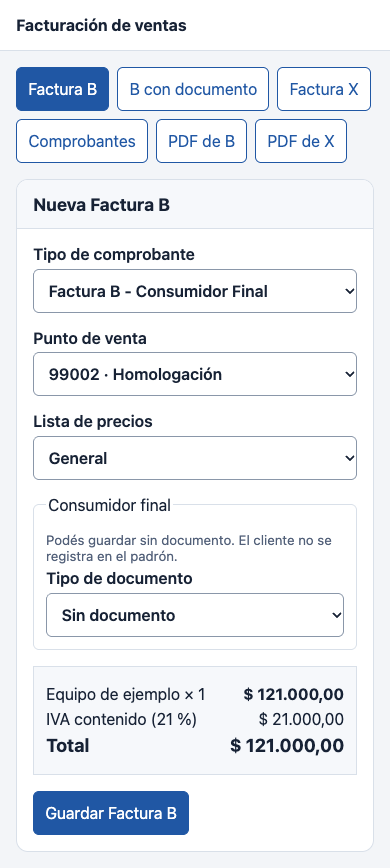 Facturación de ventas
Factura B
B con documento
Factura X
Comprobantes
PDF de B
PDF de X
Nueva Factura B
Tipo de comprobante
Factura B - Consumidor Final
Punto de venta
99002 · Homologación
Lista de precios
General
Consumidor final
Podés guardar sin documento. El cliente no se
registra en el padrón.
Tipo de documento
Sin documento
Equipo de ejemplo × 1 $ 121.000,00
IVA contenido (21 %) $ 21.000,00
Total $ 121.000,00
Guardar Factura B